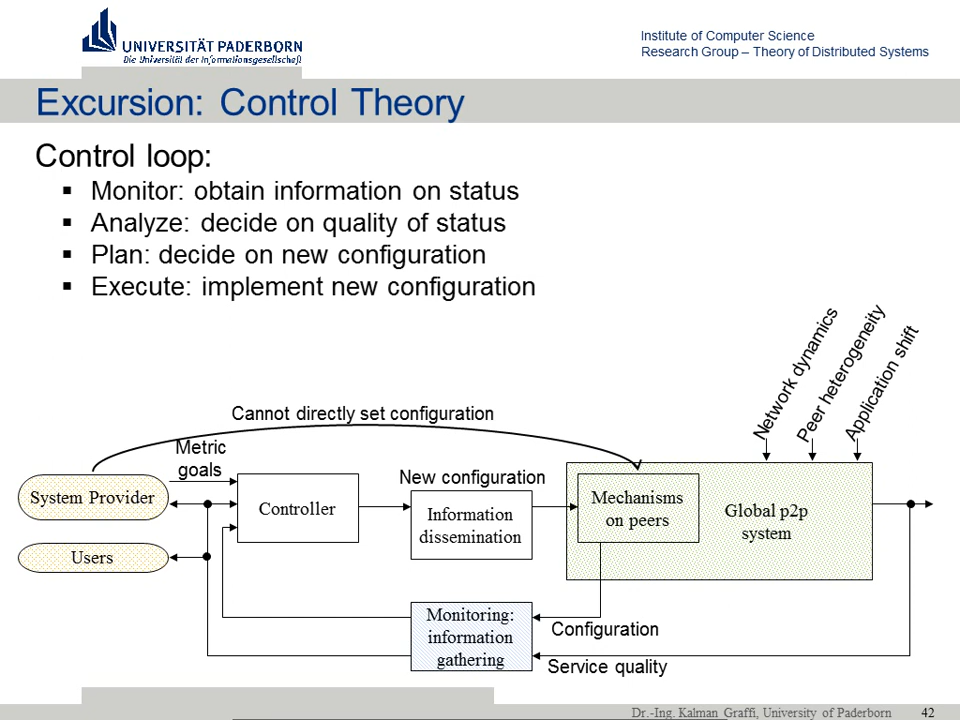 UNIVERSITÄT PADERBORN
Die Universität der Informationsgesellschaft
Institute of Computer Science
Research Group – Theory of Distributed Systems
Excursion: Control Theory
Control loop:
▪ Monitor: obtain information on status
▪ Analyze: decide on quality of status
▪ Plan: decide on new configuration
▪ Execute: implement new configuration
Network dynamics
Peer heterogeneity
Application shift
Cannot directly set configuration
Metric
goals
System Provider
Users
Controller
New configuration
Information
dissemination
Mechanisms
on peers
Global p2p
system
Monitoring:
information
gathering
Configuration
Service quality
Dr.-Ing. Kalman Graffi, University of Paderborn
42